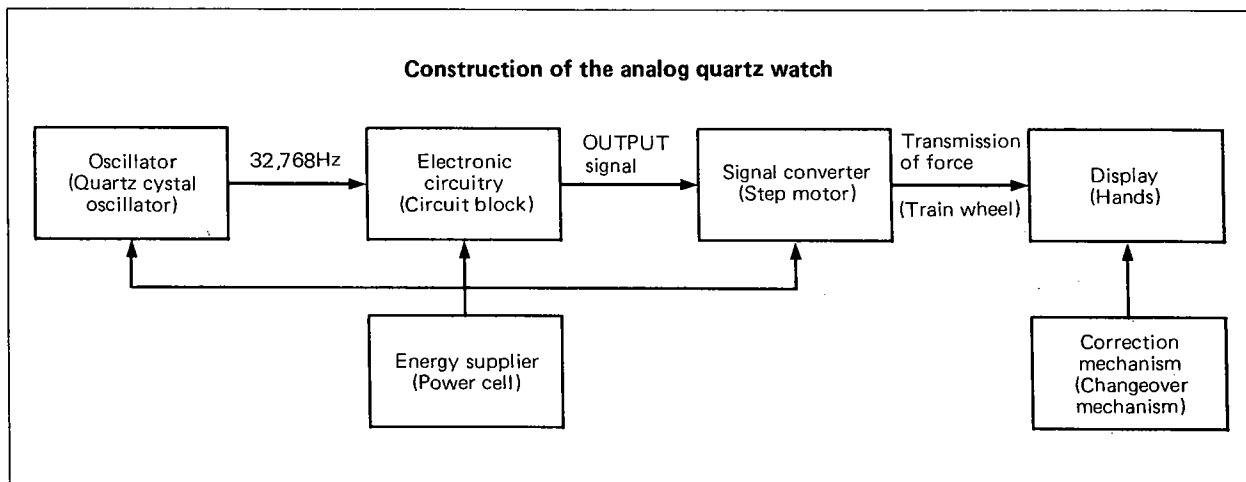 Construction of the analog quartz watch
Oscillator
(Quartz cystal
oscillator)
32,768Hz
Electronic
circuitry
(Circuit block)
OUTPUT
signal
Signal converter
(Step motor)
Transmission
of force
(Train wheel)
Display
(Hands)
Energy supplier
(Power cell)
Correction
mechanism
(Changeover
mechanism)